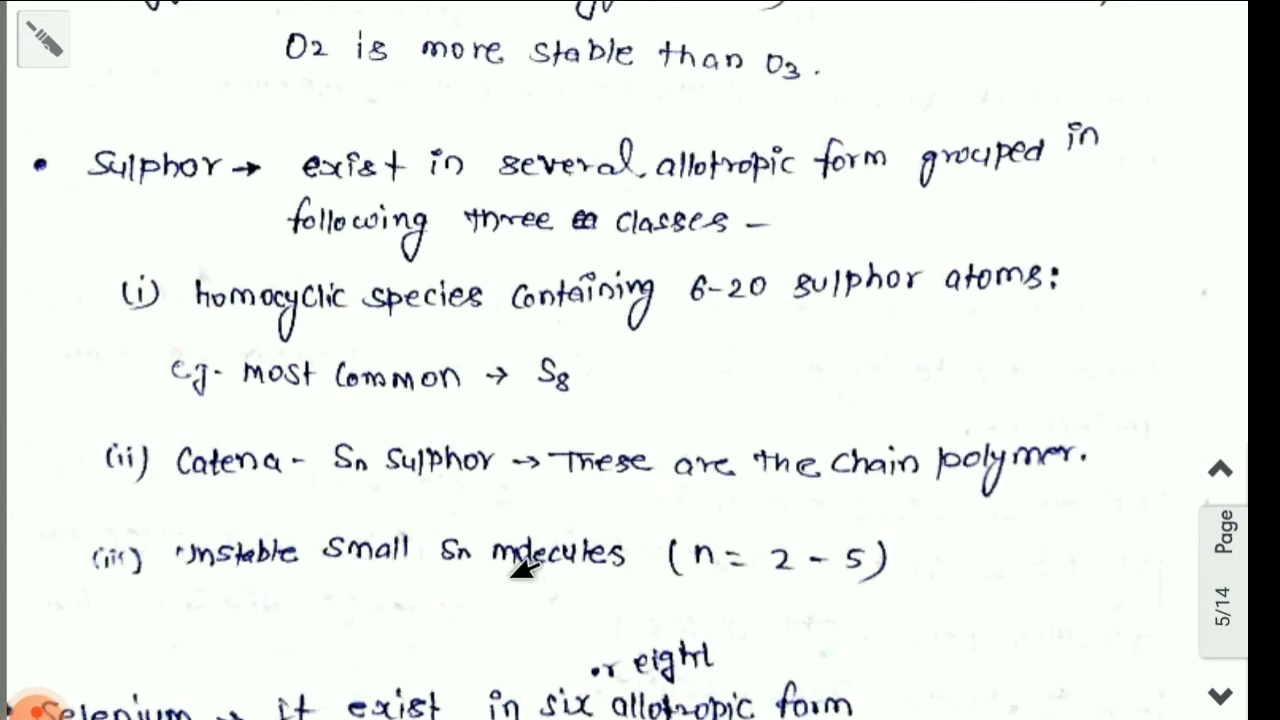 O2 is more stable than O3.
• Sulphor → exist in several allotropic form grouped in
following three classes –
(i) homocyclic species containing 6-20 sulphor atoms:
eg- most common → S8
(ii) Catena - Sn sulphor → These are the chain polymer.
(iii) Unstable small Sn molecules (n = 2 - 5)
or eight
Selenium → it exist in six allotropic form
Page
5/14